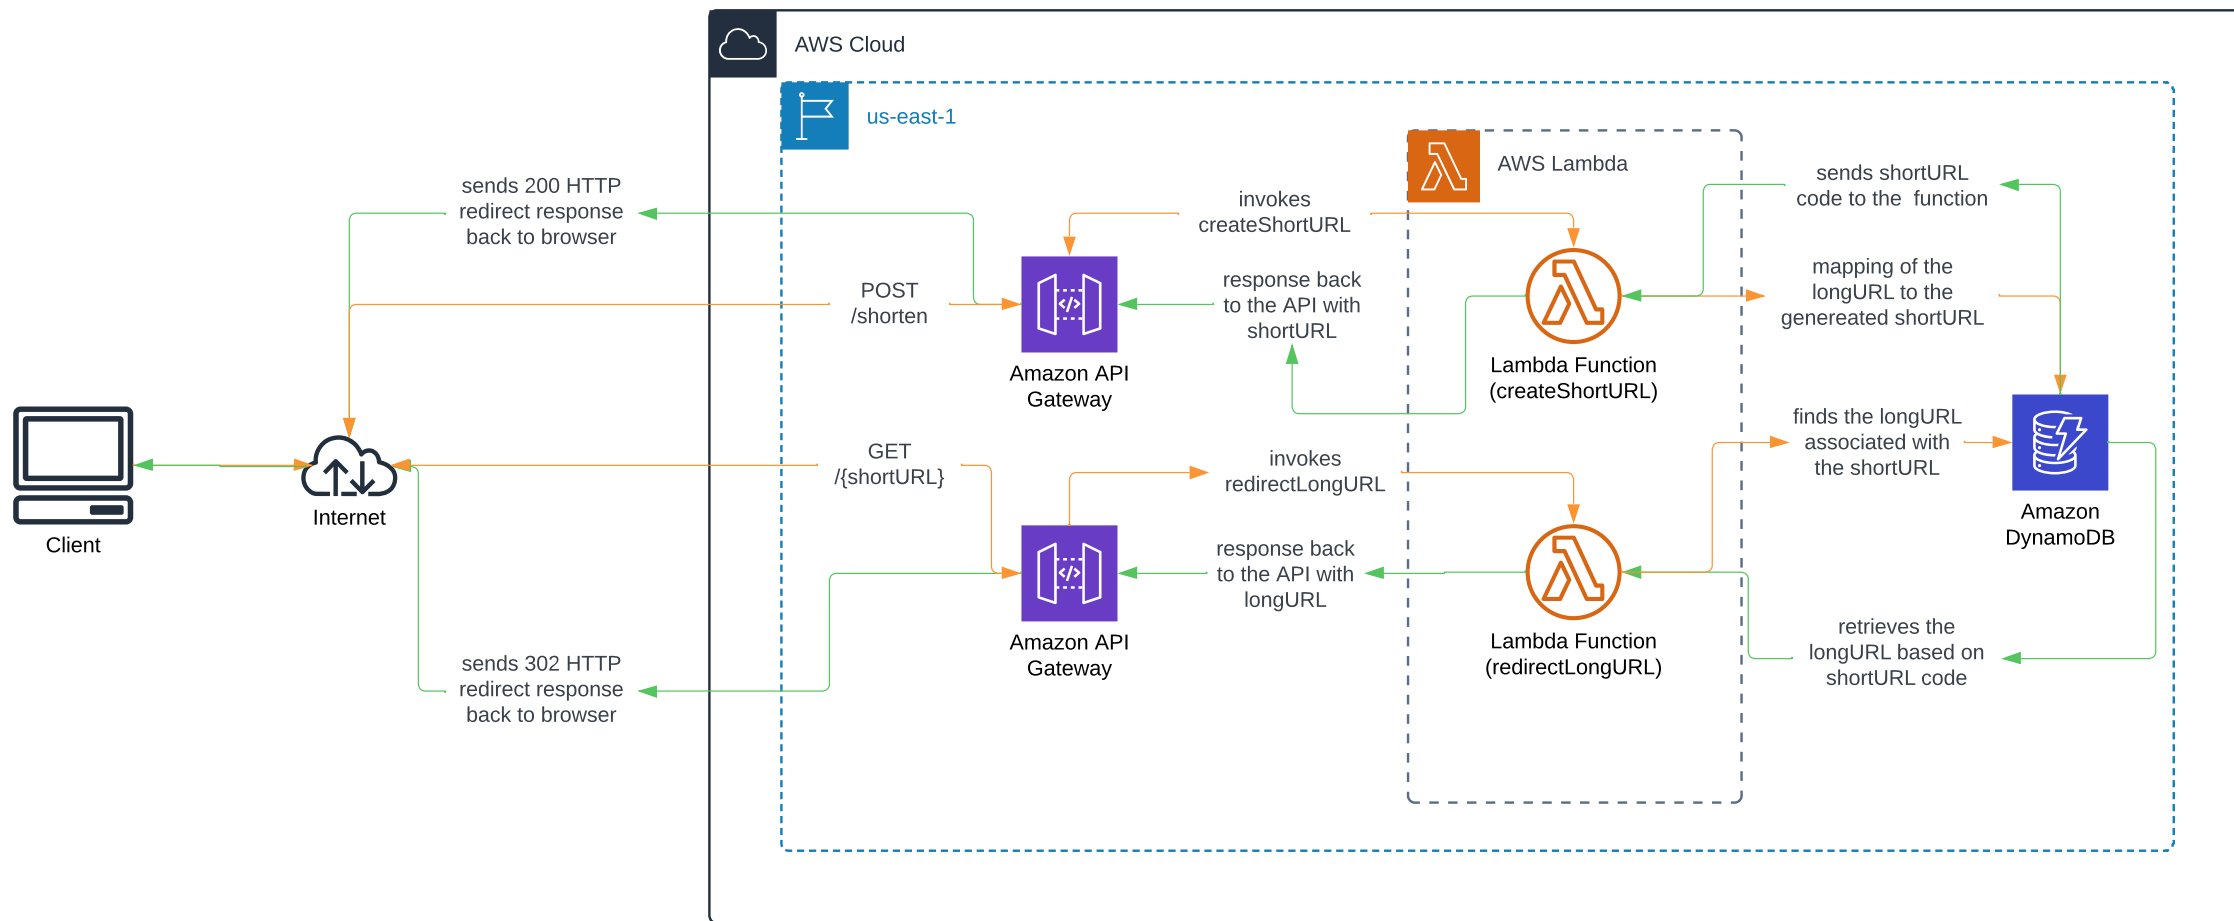 AWS Cloud
us-east-1
AWS Lambda
sends 200 HTTP
redirect response
back to browser
POST
/shorten
invokes
createShortURL
response back
to the API with
shortURL
Amazon API
Gateway
Lambda Function
(createShortURL)
sends shortURL
code to the  function
mapping of the
longURL to the
genereated shortURL
finds the longURL
associated with
the shortURL
Amazon
DynamoDB
Client
Internet
GET
/{shortURL}
invokes
redirectLongURL
response back
to the API with
longURL
Amazon API
Gateway
Lambda Function
(redirectLongURL)
retrieves the
longURL based on
shortURL code
sends 302 HTTP
redirect response
back to browser